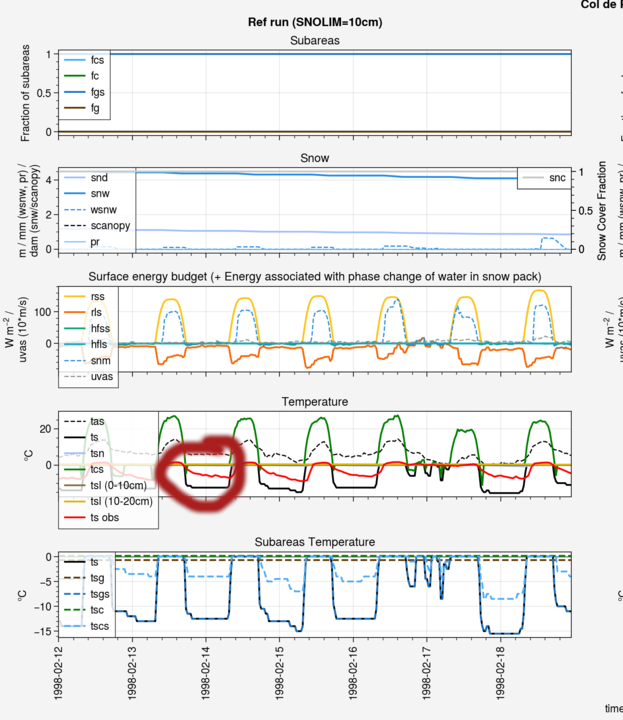 Col de
Ref run (SNOLIM=10cm)
Subareas
Fraction of subareas
1
0.5
0
fcs
fc
fgs
fg
Snow
m / mm (wsnw, pr) /
dam (snw/scanopy)
4
2
0
snd
snw
wsnw
scanopy
pr
snc
1
0.5
0
Snow Cover Fraction
m / mm (wsnw, pr) /
Surface energy budget (+ Energy associated with phase change of water in snow pack)
W m⁻² /
uvas (10*m/s)
100
0
rss
rls
hfss
hfls
snm
uvas
W m⁻² /
uvas (10*m/s)
Temperature
°C
20
0
tas
ts
tsn
tcs
tsl (0-10cm)
tsl (10-20cm)
ts obs
°C
Subareas Temperature
°C
0
−5
−10
−15
ts
tsg
tsgs
tsc
tscs
°C
1998-02-12
1998-02-13
1998-02-14
1998-02-15
1998-02-16
1998-02-17
1998-02-18
time